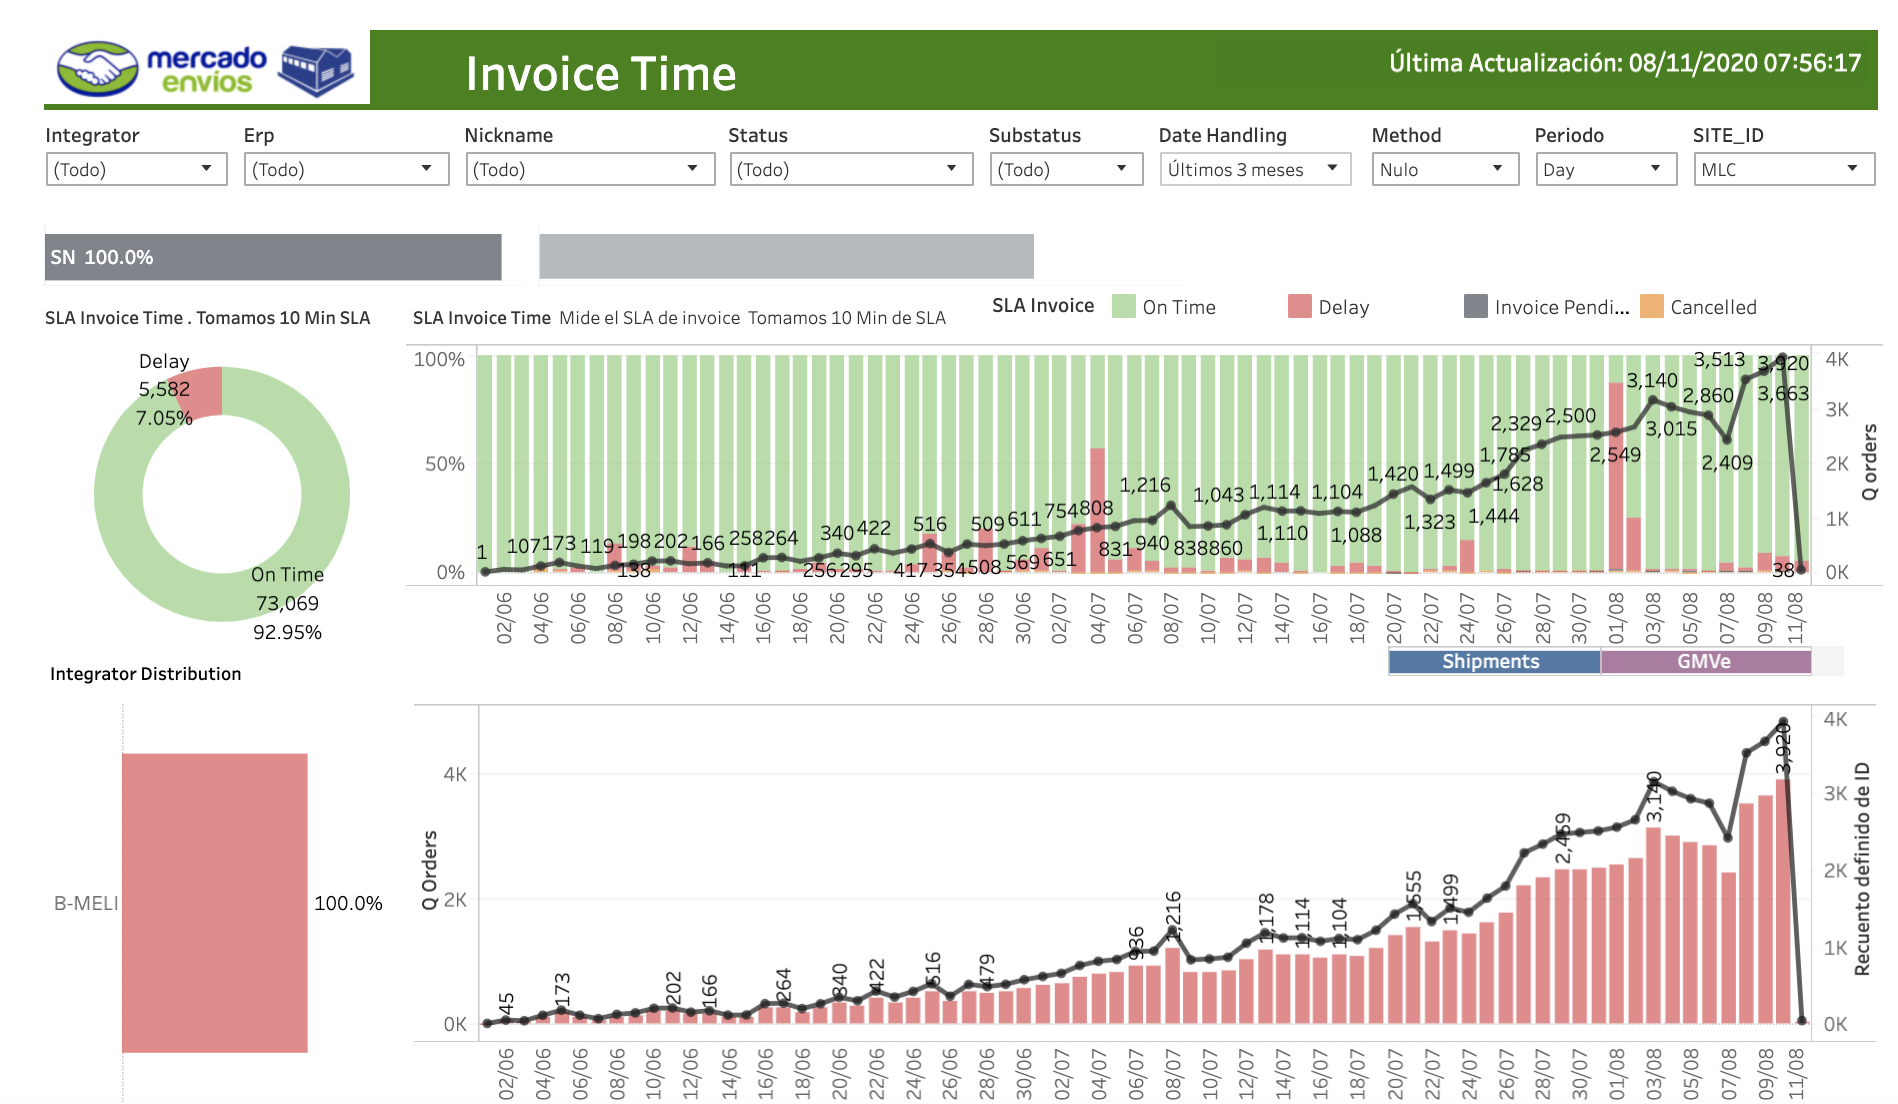 mercado
envíos
Invoice Time
Última Actualización: 08/11/2020 07:56:17
Integrator
Erp
Nickname
Status
Substatus
Date Handling
Method
Periodo
SITE_ID
(Todo)
(Todo)
(Todo)
(Todo)
(Todo)
Últimos 3 meses
Nulo
Day
MLC
SN 100.0%
SLA Invoice Time . Tomamos 10 Min SLA
SLA Invoice Time Mide el SLA de invoice Tomamos 10 Min de SLA
SLA Invoice
On Time
Delay
Invoice Pendi...
Cancelled
Delay
5,582
7.05%
On Time
73,069
92.95%
100%
50%
0%
4K
3K
2K
1K
0K
Q orders
1
107
173
119
198
138
202
166
258
111
264
256
340
295
422
417
516
354
509
508
611
569
651
754
808
831
1,216
940
838
860
1,043
1,114
1,110
1,104
1,088
1,420
1,323
1,499
1,444
1,785
1,628
2,329
2,500
2,549
3,140
3,015
2,860
2,409
3,513
3,920
3,663
38
02/06
04/06
06/06
08/06
10/06
12/06
14/06
16/06
18/06
20/06
22/06
24/06
26/06
28/06
30/06
02/07
04/07
06/07
08/07
10/07
12/07
14/07
16/07
18/07
20/07
22/07
24/07
26/07
28/07
30/07
01/08
03/08
05/08
07/08
09/08
11/08
Shipments
GMVe
Integrator Distribution
B-MELI
100.0%
Q Orders
4K
2K
0K
4K
3K
2K
1K
0K
Recuento definido de ID
45
173
202
166
264
340
422
516
479
936
1,216
1,178
1,114
1,104
1,555
1,499
2,469
3,140
3,920
02/06
04/06
06/06
08/06
10/06
12/06
14/06
16/06
18/06
20/06
22/06
24/06
26/06
28/06
30/06
02/07
04/07
06/07
08/07
10/07
12/07
14/07
16/07
18/07
20/07
22/07
24/07
26/07
28/07
30/07
01/08
03/08
05/08
07/08
09/08
11/08